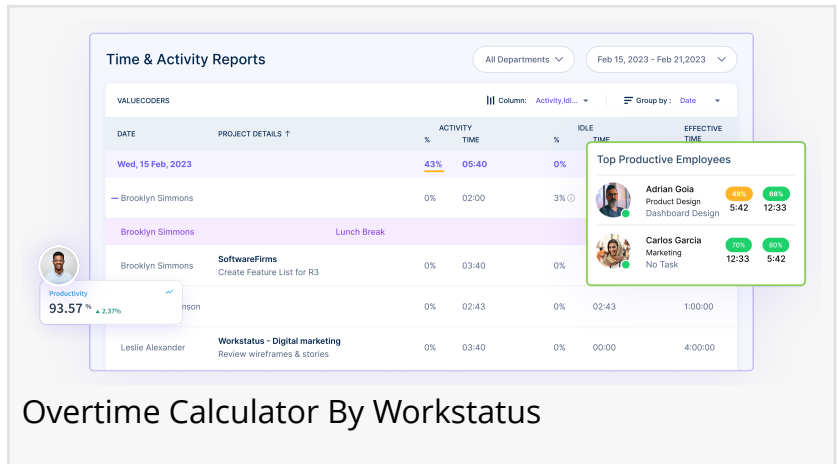 Time & Activity Reports
All Departments
Feb 15, 2023 - Feb 21,2023
VALUECODERS
Column: Activity,Idl...
Group by : Date
DATE PROJECT DETAILS ↑ ACTIVITY IDLE EFFECTIVE
% TIME % TIME TIME
Wed, 15 Feb, 2023 43% 05:40 0%
Brooklyn Simmons 0% 02:00 3%
Brooklyn Simmons Lunch Break
Brooklyn Simmons SoftwareFirms 0% 03:40 0%
Create Feature List for R3
mson 0% 02:43 0% 02:43 1:00:00
Leslie Alexander Workstatus - Digital marketing 0% 03:40 0% 00:00 4:00:00
Review wireframes & stories
Top Productive Employees
Adrian Goia 68%
Product Design 5:42 12:33
Dashboard Design
Carlos Garcia 70% 80%
Marketing 12:33 5:42
No Task
Productivity
93.57 % ▲ 2.37%
Overtime Calculator By Workstatus